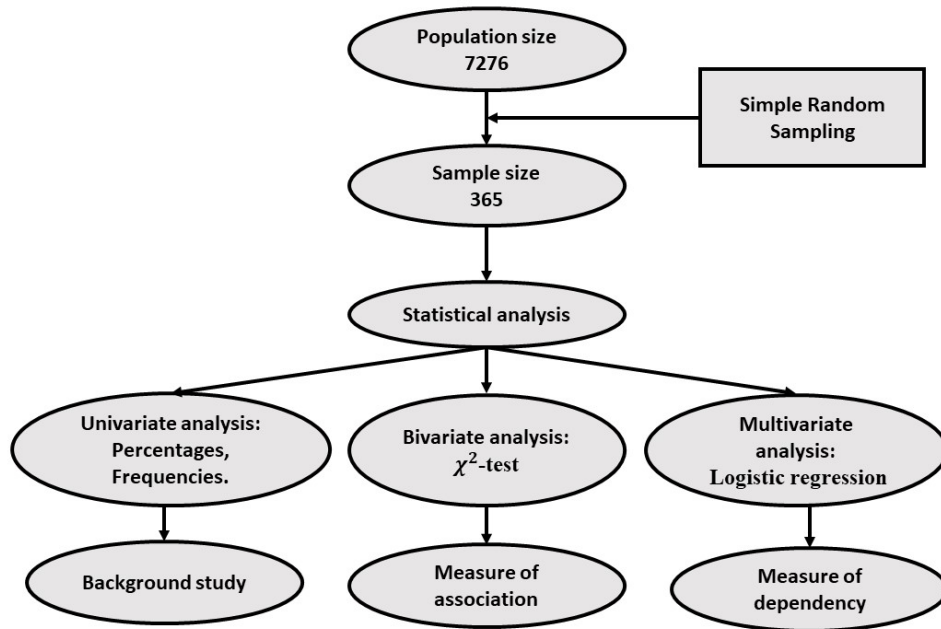 Population size
7276
Simple Random
Sampling
Sample size
365
Statistical analysis
Univariate analysis:
Percentages,
Frequencies.
Bivariate analysis:
χ²-test
Multivariate
analysis:
Logistic regression
Background study
Measure of
association
Measure of
dependency